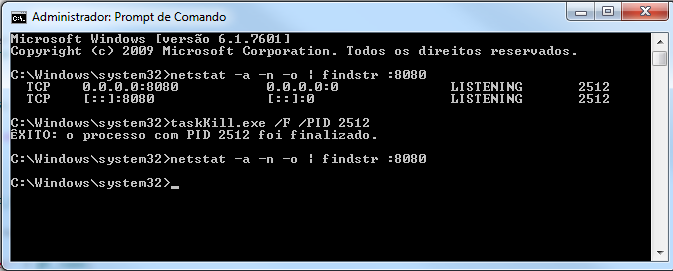 Administrador: Prompt de Comando
Microsoft Windows [versão 6.1.7601]
Copyright (c) 2009 Microsoft Corporation. Todos os direitos reservados.
C:\Windows\system32>netstat -a -n -o | findstr :8080
TCP 0.0.0.0:8080 0.0.0.0:0 LISTENING 2512
TCP [::]:8080 [::]:0 LISTENING 2512
C:\Windows\system32>taskKill.exe /F /PID 2512
ÊXITO: o processo com PID 2512 foi finalizado.
C:\Windows\system32>netstat -a -n -o | findstr :8080
C:\Windows\system32>_